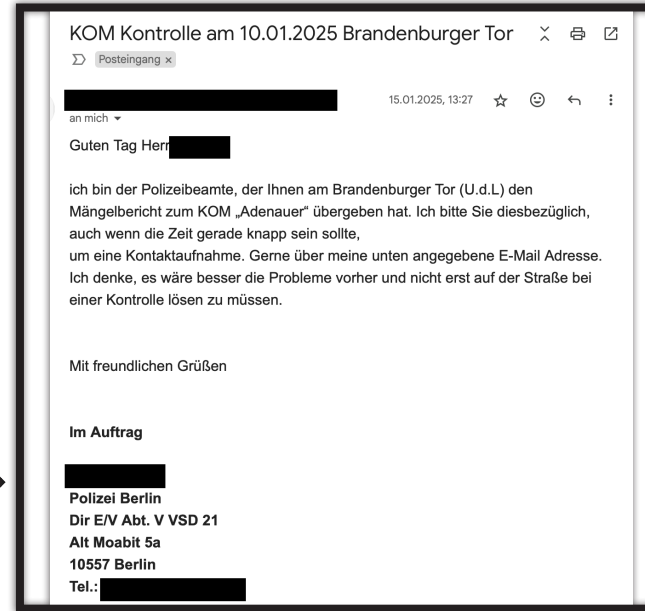 KOM Kontrolle am 10.01.2025 Brandenburger Tor
Posteingang ×
15.01.2025, 13:27
an mich
Guten Tag Herr
ich bin der Polizeibeamte, der Ihnen am Brandenburger Tor (U.d.L) den
Mängelbericht zum KOM „Adenauer“ übergeben hat. Ich bitte Sie diesbezüglich,
auch wenn die Zeit gerade knapp sein sollte,
um eine Kontaktaufnahme. Gerne über meine unten angegebene E-Mail Adresse.
Ich denke, es wäre besser die Probleme vorher und nicht erst auf der Straße bei
einer Kontrolle lösen zu müssen.
Mit freundlichen Grüßen
Im Auftrag
Polizei Berlin
Dir E/V Abt. V VSD 21
Alt Moabit 5a
10557 Berlin
Tel.: